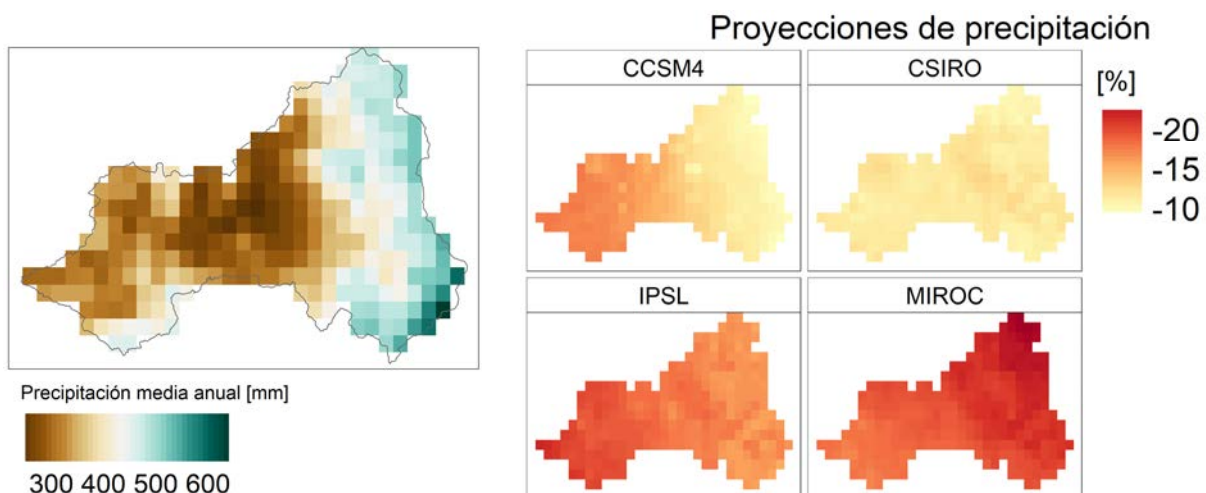 Proyecciones de precipitación
CCSM4
CSIRO
[%]
-20
-15
-10
IPSL
MIROC
Precipitación media anual [mm]
300 400 500 600